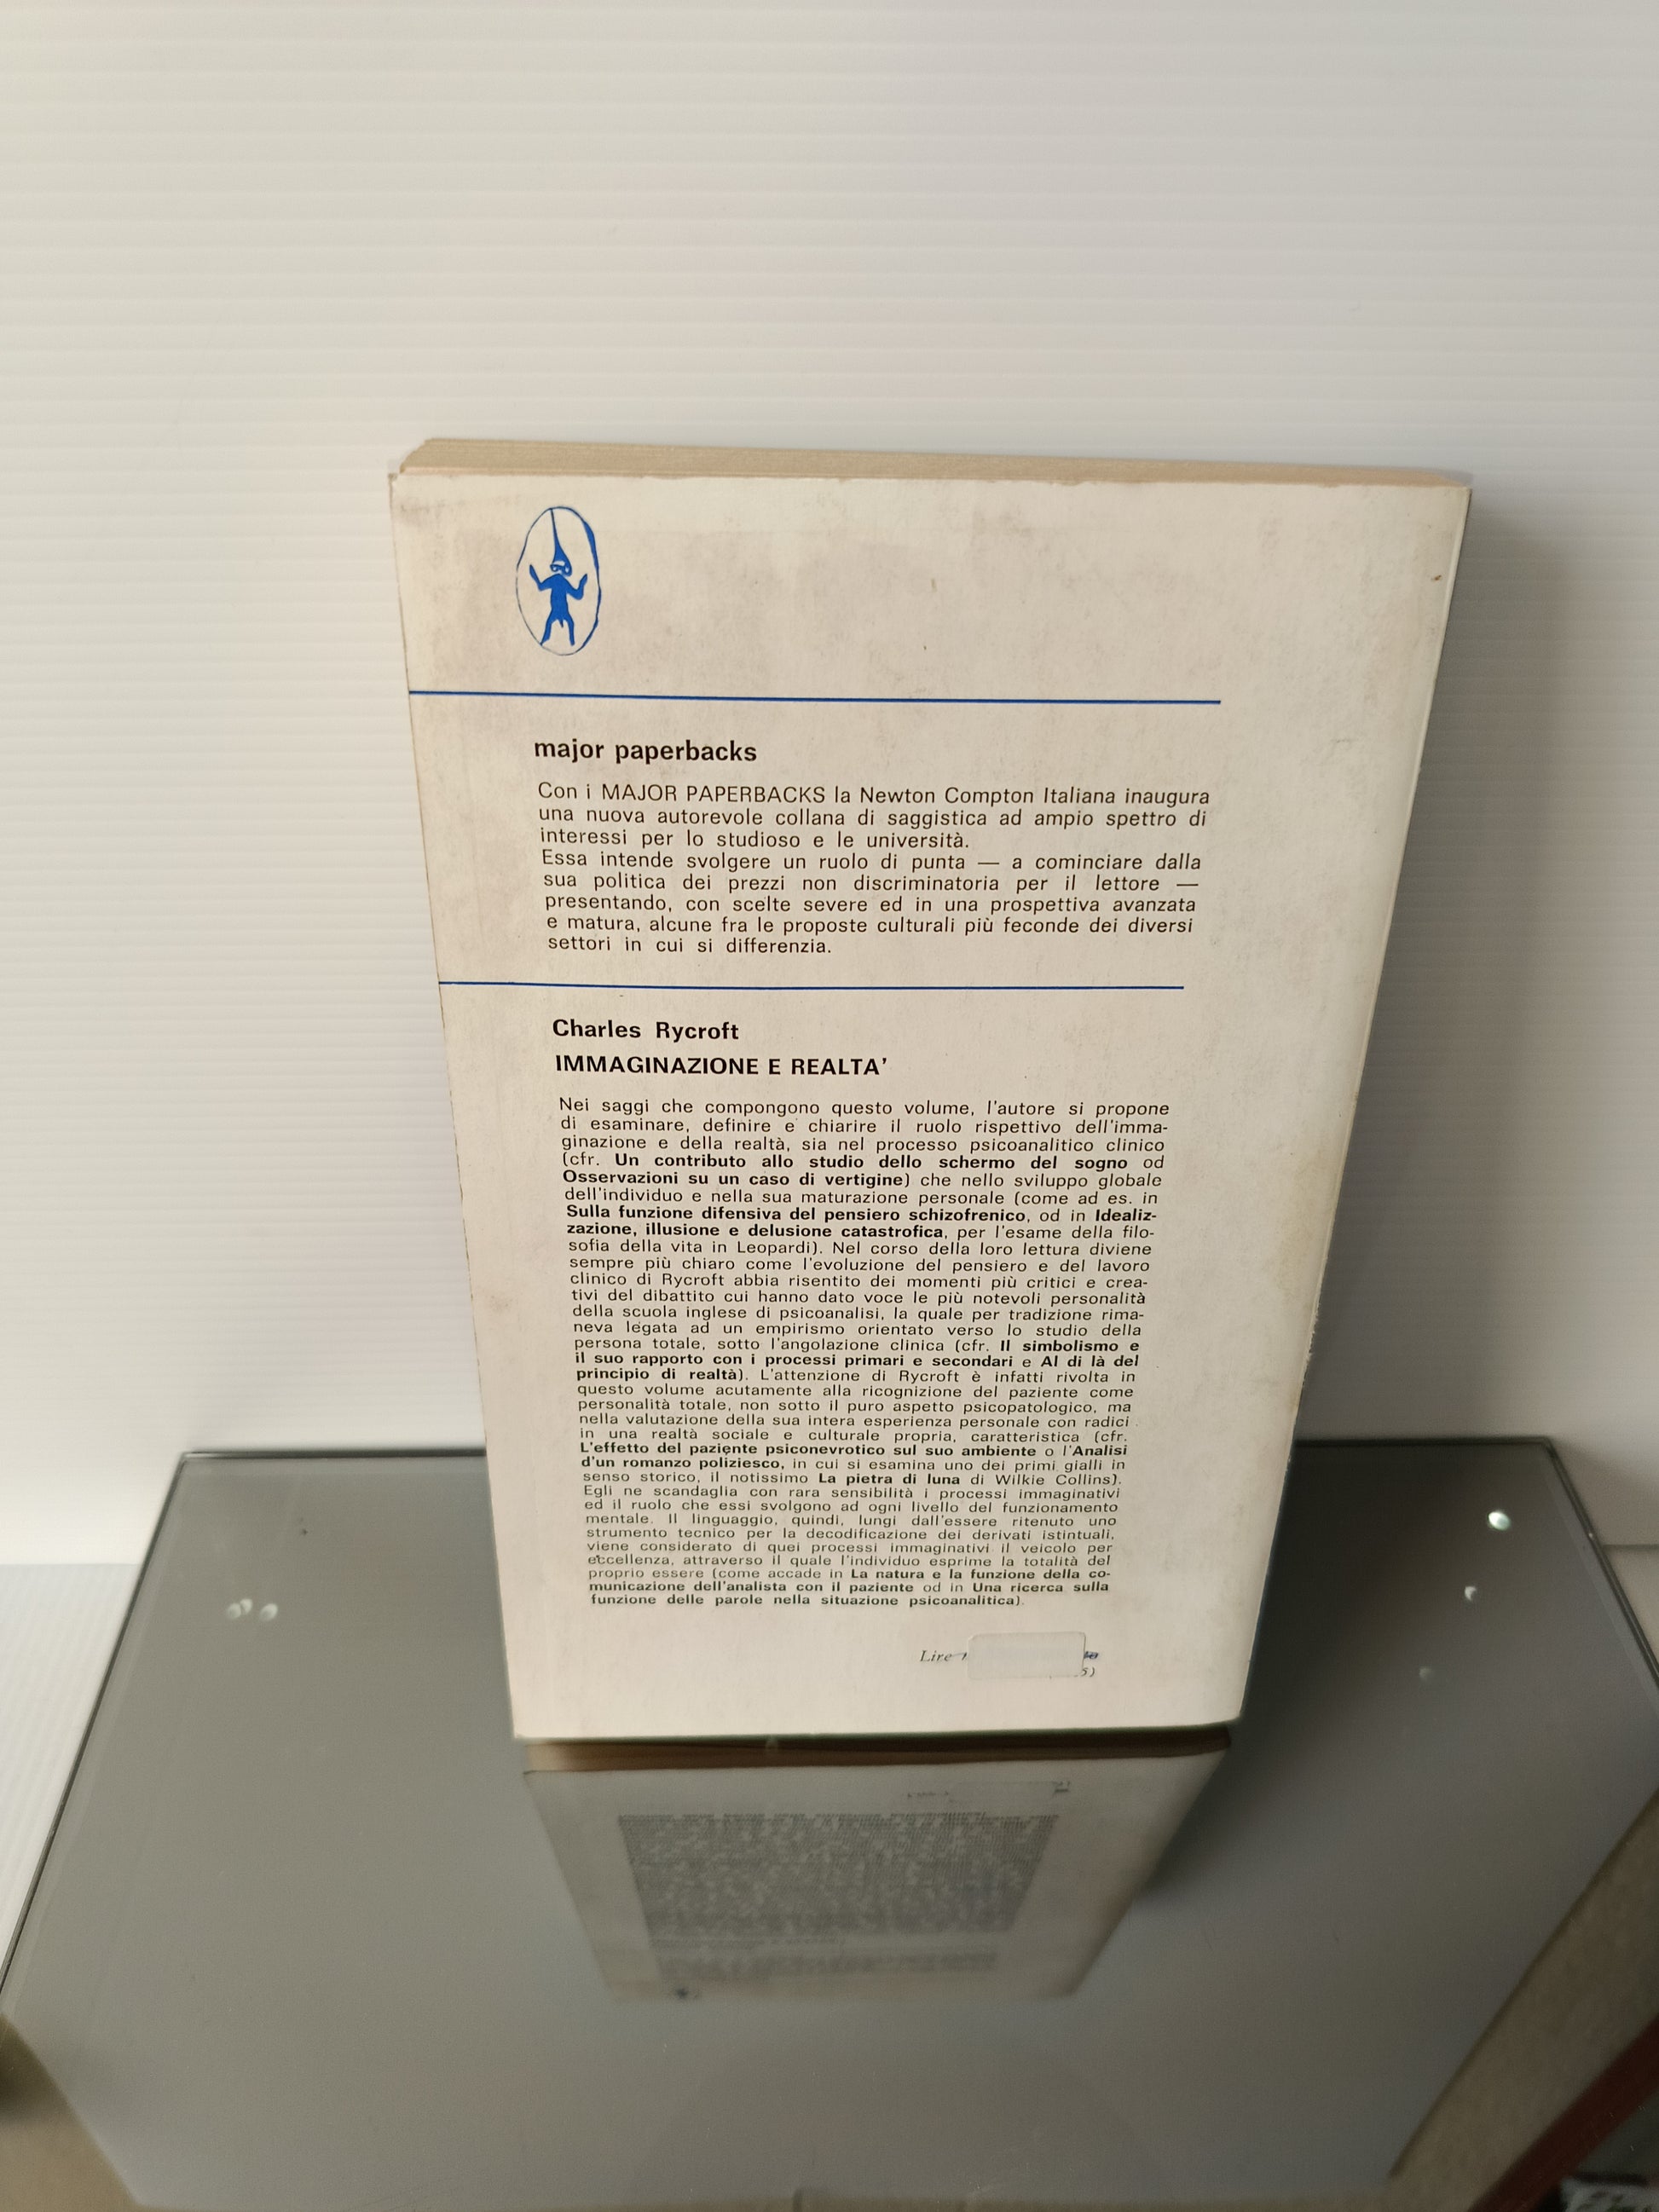 major paperbacks
Con i MAJOR PAPERBACKS la Newton Compton Italiana inaugura
una nuova autorevole collana di saggistica ad ampio spettro di
interessi per lo studioso e le università.
Essa intende svolgere un ruolo di punta — a cominciare dalla
sua politica dei prezzi non discriminatoria per il lettore —
presentando, con scelte severe ed in una prospettiva avanzata
e matura, alcune fra le proposte culturali più feconde dei diversi
settori in cui si differenzia.
Charles Rycroft
IMMAGINAZIONE E REALTA'
Nei saggi che compongono questo volume, l'autore si propone
di esaminare, definire e chiarire il ruolo rispettivo dell'imma-
ginazione e della realtà, sia nel processo psicoanalitico clinico
(cfr. Un contributo allo studio dello schermo del sogno od
Osservazioni su un caso di vertigine) che nello sviluppo globale
dell'individuo e nella sua maturazione personale (come ad es. in
Sulla funzione difensiva del pensiero schizofrenico, od in Idealiz-
zazione, illusione e delusione catastrofica, per l'esame della filo-
sofia della vita in Leopardi). Nel corso della loro lettura diviene
sempre più chiaro come l'evoluzione del pensiero e del lavoro
clinico di Rycroft abbia risentito dei momenti più critici e crea-
tivi del dibattito cui hanno dato voce le più notevoli personalità
della scuola inglese di psicoanalisi, la quale per tradizione rima-
neva legata ad un empirismo orientato verso lo studio della
persona totale, sotto l'angolazione clinica (cfr. Il simbolismo e
il suo rapporto con i processi primari e secondari e Al di là del
principio di realtà). L'attenzione di Rycroft è infatti rivolta in
questo volume acutamente alla ricognizione del paziente come
personalità totale, non sotto il puro aspetto psicopatologico, ma
nella valutazione della sua intera esperienza personale con radici
in una realtà sociale e culturale propria, caratteristica (cfr.
L'effetto del paziente psiconevrotico sul suo ambiente o l'Analisi
d'un romanzo poliziesco, in cui si esamina uno dei primi gialli in
senso storico, il notissimo La pietra di luna di Wilkie Collins).
Egli ne scandaglia con rara sensibilità i processi immaginativi
ed il ruolo che essi svolgono ad ogni livello del funzionamento
mentale. Il linguaggio, quindi, lungi dall'essere ritenuto uno
strumento tecnico per la decodificazione dei derivati istintuali,
viene considerato di quei processi immaginativi il veicolo per
eccellenza, attraverso il quale l'individuo esprime la totalità del
proprio essere (come accade in La natura e la funzione della co-
municazione dell'analista con il paziente od in Una ricerca sulla
funzione delle parole nella situazione psicoanalitica).
Lire
5)